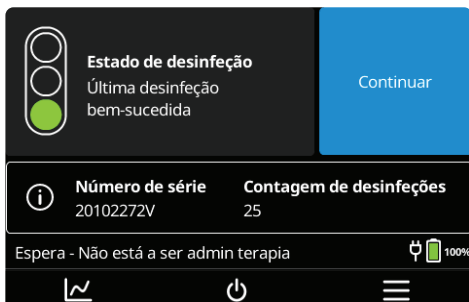 Estado de desinfeção
Última desinfeção
bem-sucedida
Continuar
Número de série
Contagem de desinfeções
20102272V
25
Espera - Não está a ser admin terapia
100%